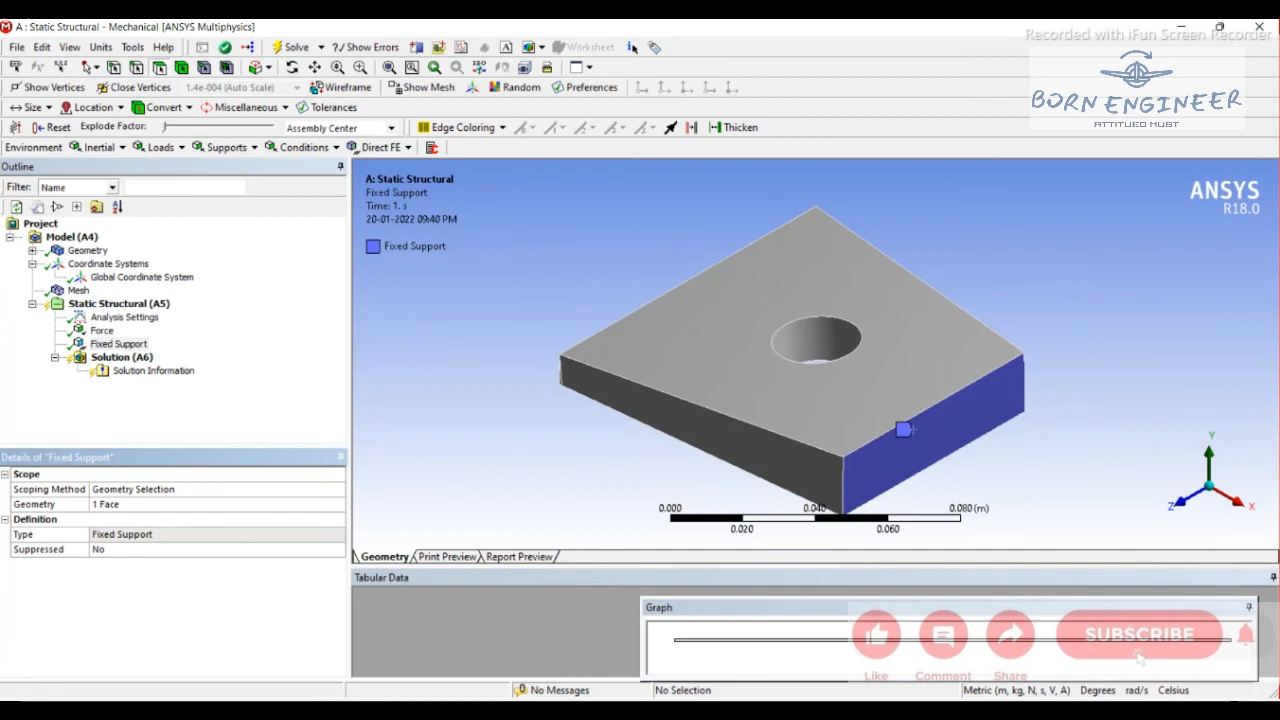 A : Static Structural - Mechanical [ANSYS Multiphysics]
Recorded with iFun Screen Recorder
File Edit View Units Tools Help Solve ?/ Show Errors Worksheet
Show Vertices Close Vertices 1.4e-004 (Auto Scale) Wireframe Show Mesh Random Preferences
BORN ENGINEER
ATTITUED MUST
Size Location Convert Miscellaneous Tolerances
Reset Explode Factor: Assembly Center Edge Coloring Thicken
Environment Inertial Loads Supports Conditions Direct FE
Outline
Filter: Name
Project
Model (A4)
Geometry
Coordinate Systems
Global Coordinate System
Mesh
Static Structural (A5)
Analysis Settings
Force
Fixed Support
Solution (A6)
Solution Information
A: Static Structural
Fixed Support
Time: 1. s
20-01-2022 09:40 PM
Fixed Support
ANSYS
R18.0
Y
Z
X
0.000 0.040 0.080 (m)
0.020 0.060
Details of "Fixed Support"
Scope
Scoping Method Geometry Selection
Geometry 1 Face
Definition
Type Fixed Support
Suppressed No
Geometry Print Preview Report Preview
Tabular Data
Graph
SUBSCRIBE
Like Comment Share
No Messages No Selection Metric (m, kg, N, s, V, A) Degrees rad/s Celsius